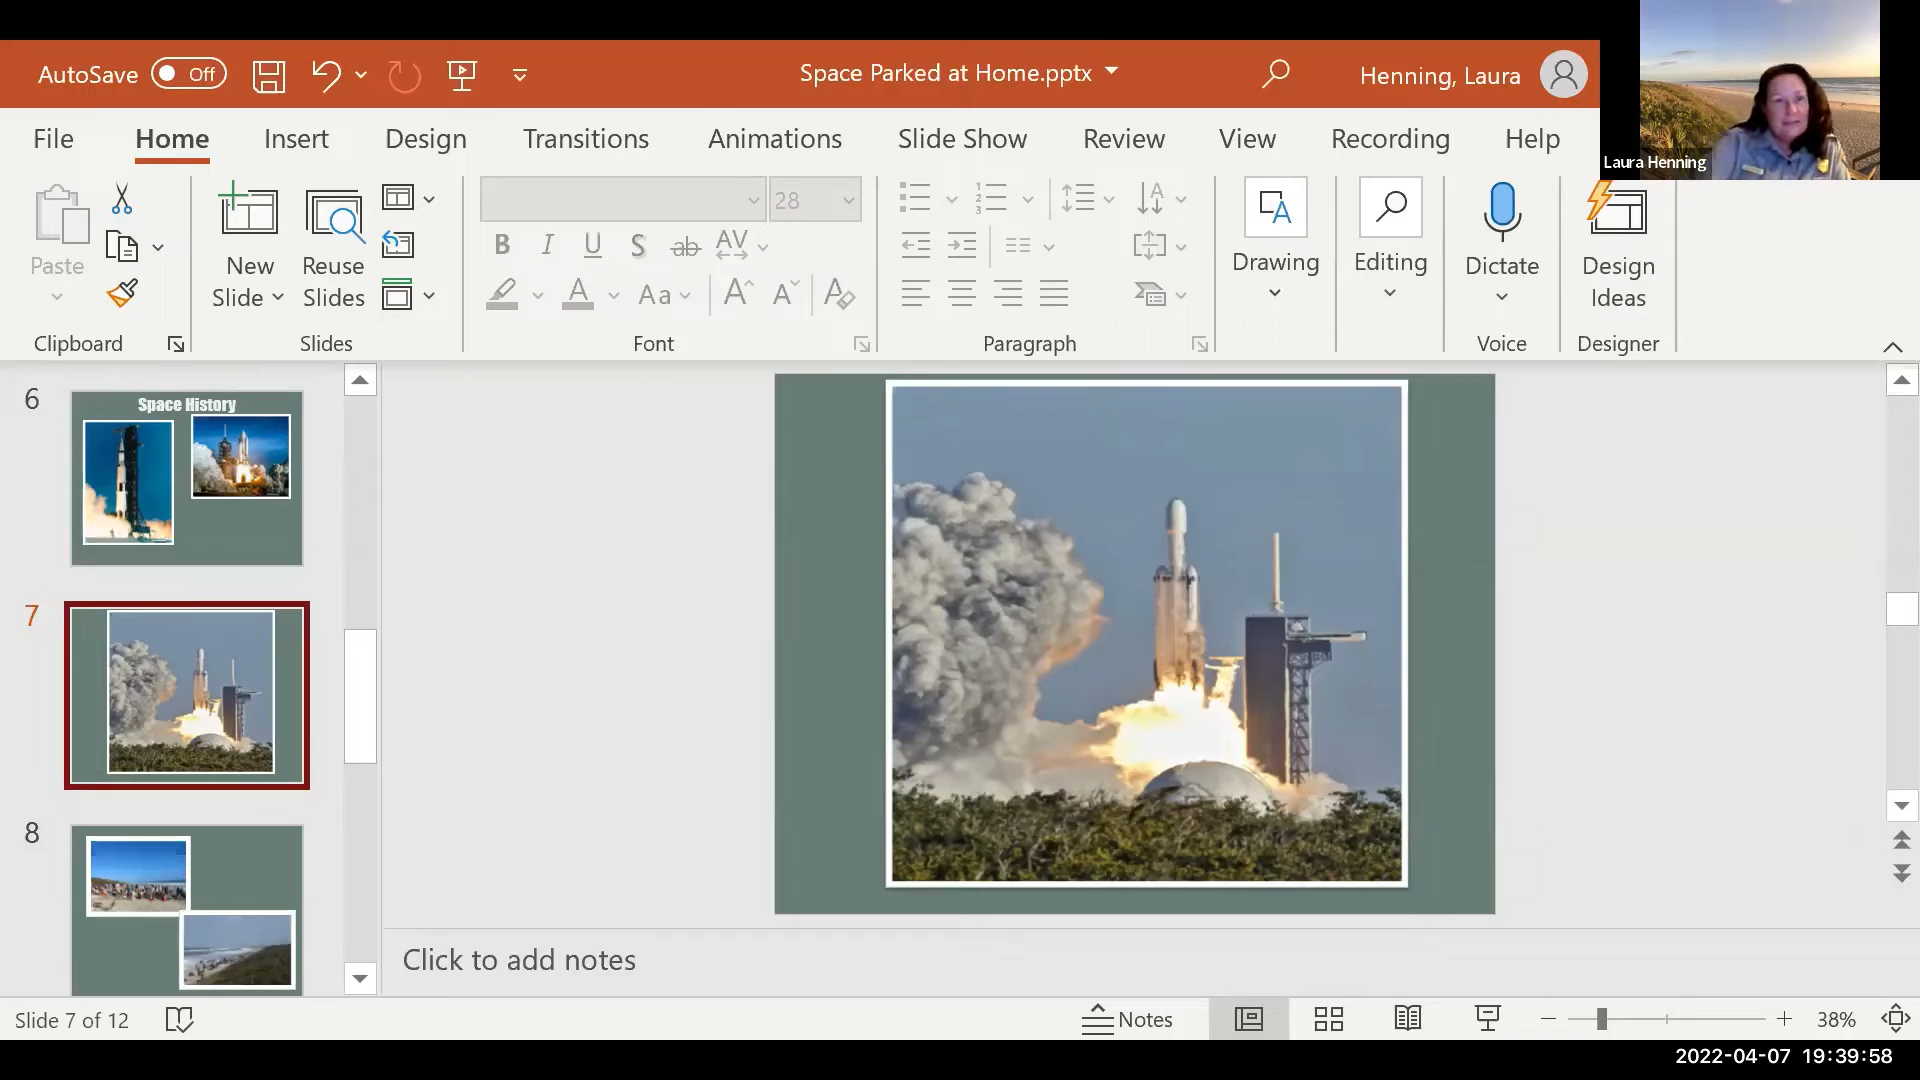 AutoSave Off Space Parked at Home.pptx Henning, Laura
File Home Insert Design Transitions Animations Slide Show Review View Recording Help
Laura Henning
28
Paste
New Slide
Reuse Slides
B I U S ab AV
Aa A A A
Drawing
Editing
Dictate
Design Ideas
Clipboard Slides Font Paragraph Voice Designer
6
Space History
7
8
Click to add notes
Slide 7 of 12 Notes 38%
2022-04-07 19:39:58